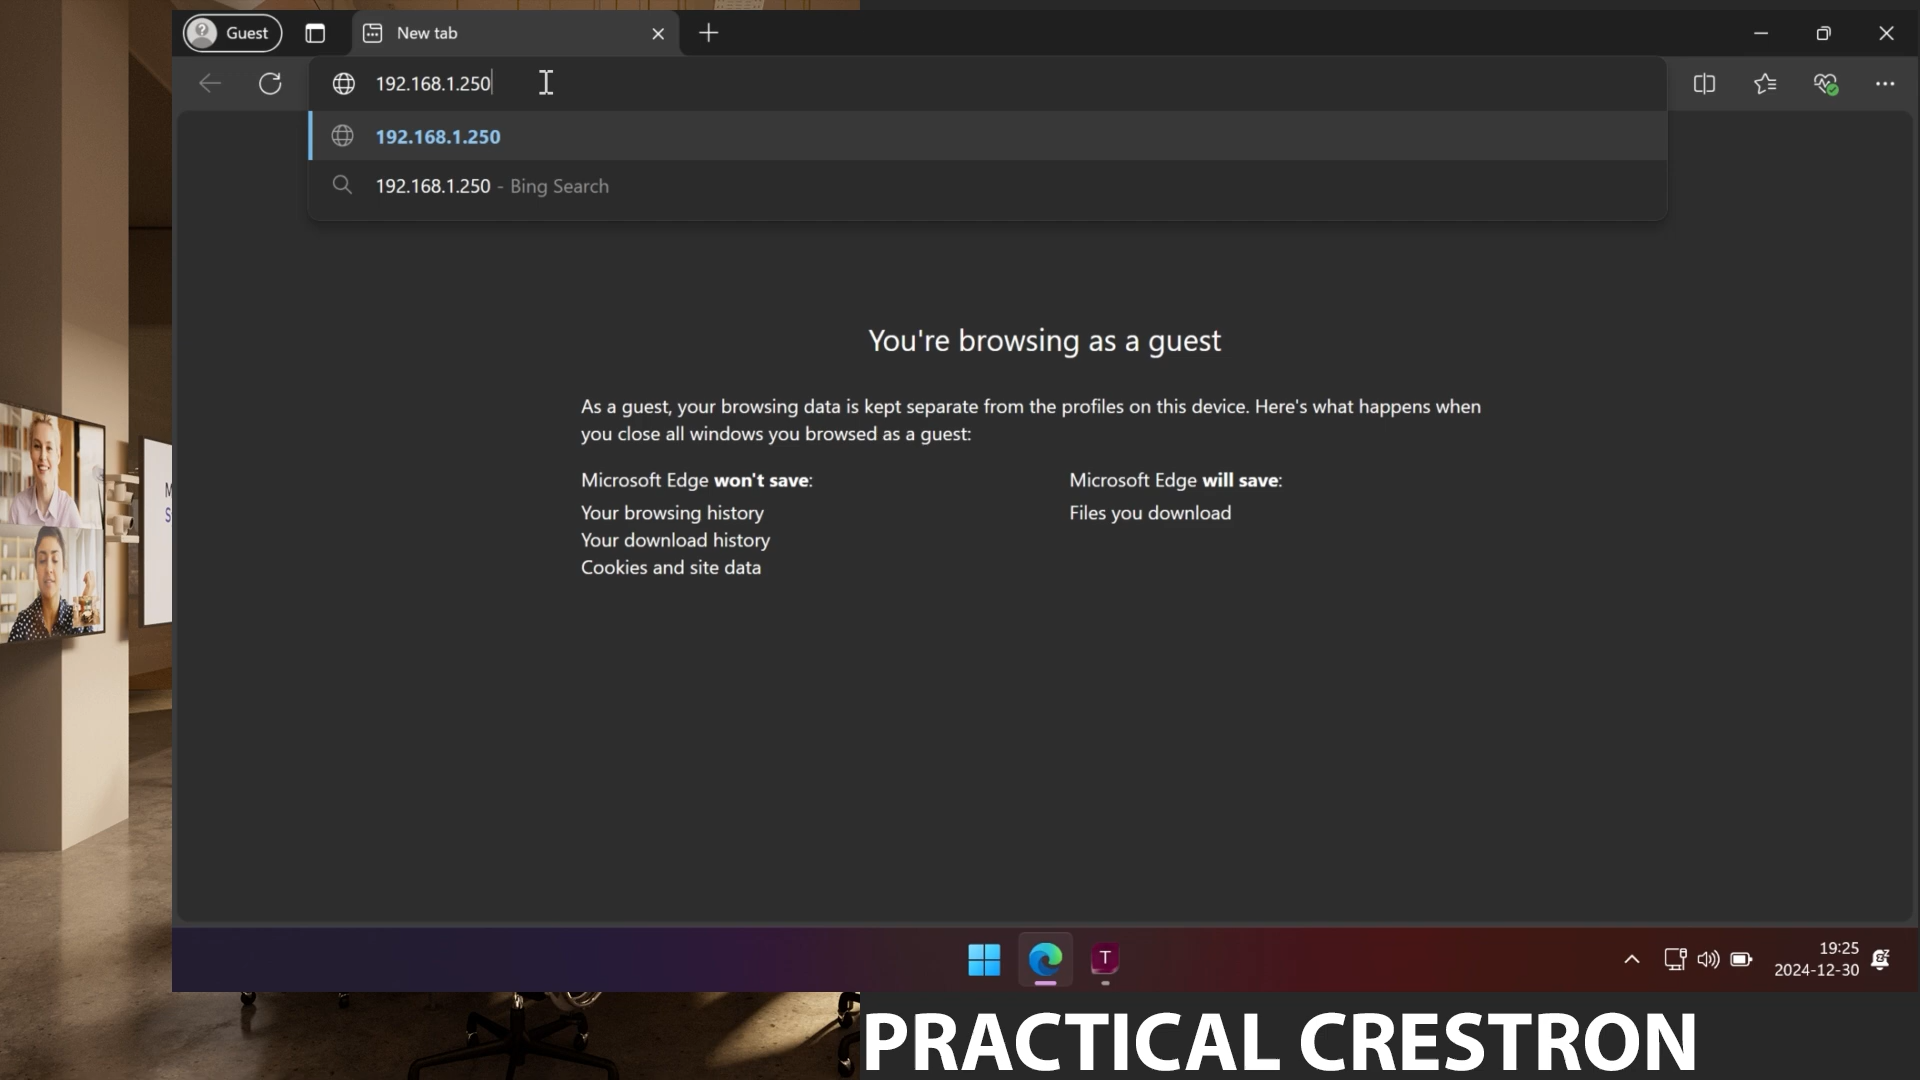 Guest
New tab
192.168.1.250
192.168.1.250
192.168.1.250 - Bing Search
You're browsing as a guest
As a guest, your browsing data is kept separate from the profiles on this device. Here's what happens when
you close all windows you browsed as a guest:
Microsoft Edge won't save:
Your browsing history
Your download history
Cookies and site data
Microsoft Edge will save:
Files you download
M
S
T
19:25
2024-12-30
PRACTICAL CRESTRON